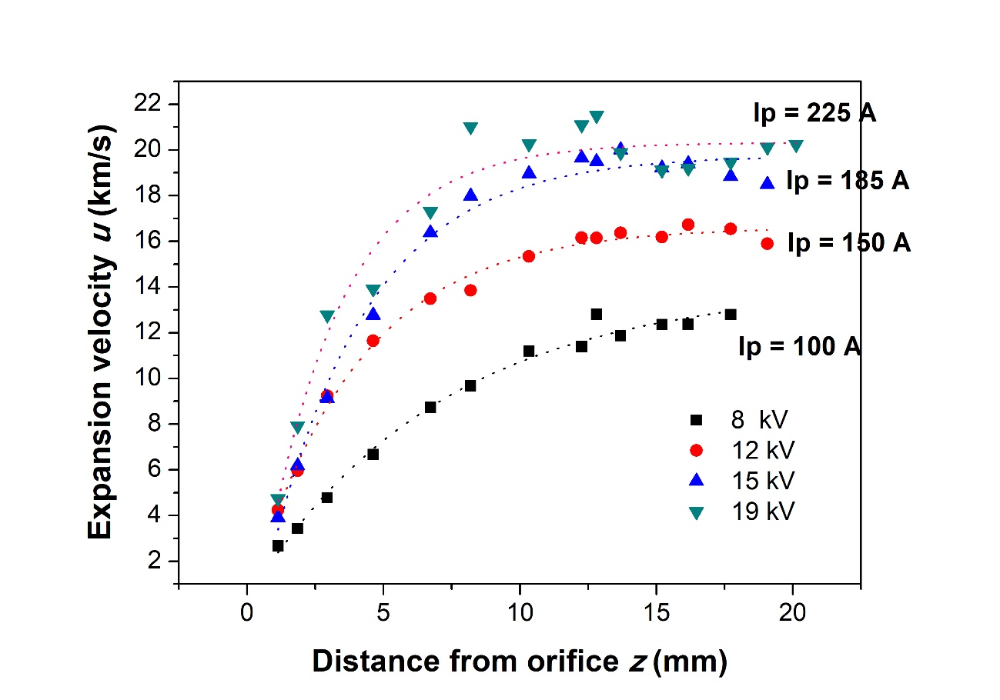 22
20
18
16
14
12
10
8
6
4
2
Expansion velocity u (km/s)
Ip = 225 A
Ip = 185 A
Ip = 150 A
Ip = 100 A
8 kV
12 kV
15 kV
19 kV
0 5 10 15 20
Distance from orifice z (mm)